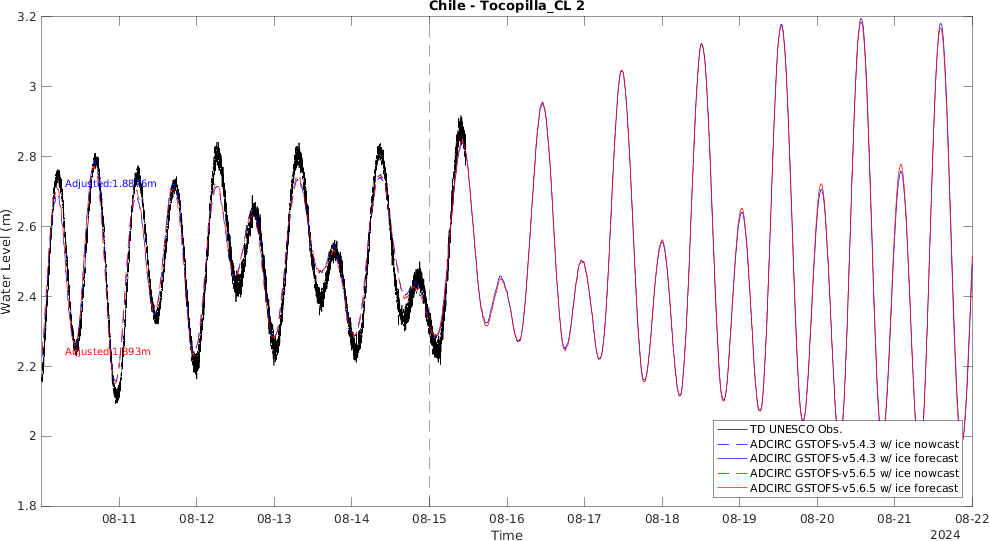 Chile - Tocopilla_CL 2
3.2
3
2.8
2.6
2.4
2.2
2
1.8
Water Level (m)
Adjusted:1.8846m
Adjusted:1.893m
TD UNESCO Obs.
ADCIRC GSTOFS-v5.4.3 w/ ice nowcast
ADCIRC GSTOFS-v5.4.3 w/ ice forecast
ADCIRC GSTOFS-v5.6.5 w/ ice nowcast
ADCIRC GSTOFS-v5.6.5 w/ ice forecast
08-11 08-12 08-13 08-14 08-15 08-16 08-17 08-18 08-19 08-20 08-21 08-22
Time
2024